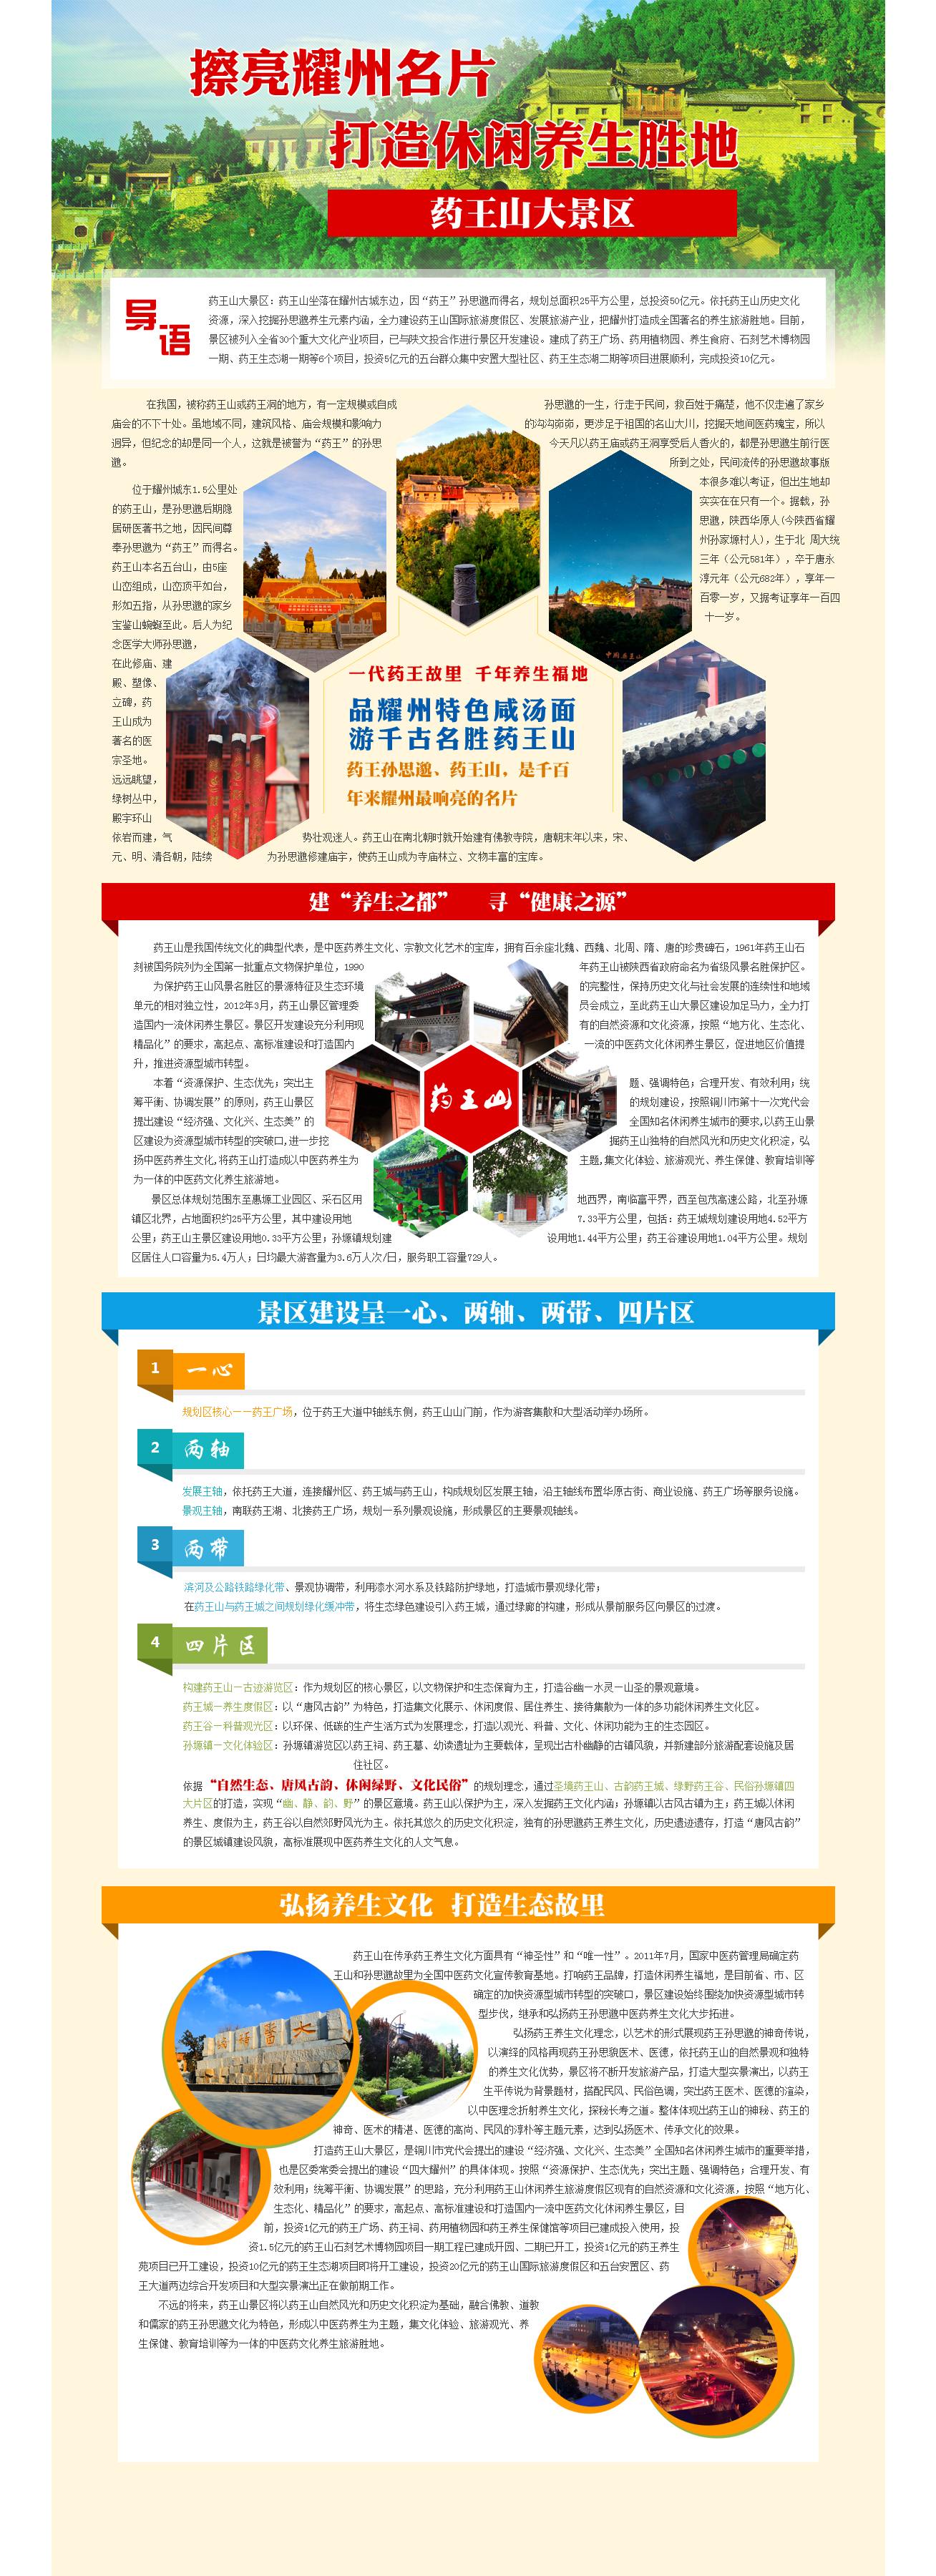 擦亮耀州名片
打造休闲养生胜地
药王山大景区
导语
药王山大景区：药王山坐落在耀州古城东边，因“药王”孙思邈而得名，规划总面积25平方公里，总投资50亿元。依托药王山历史文化
资源，深入挖掘孙思邈养生元素内涵，全力建设药王山国际旅游度假区、发展旅游产业，把耀州打造成全国著名的养生旅游胜地。目前，
景区被列入全省30个重大文化产业项目，已与陕文投合作进行景区开发建设。建成了药王广场、药用植物园、养生食府、石刻艺术博物园
一期、药王生态湖一期等6个项目，投资5亿元的五台群众集中安置大型社区、药王生态湖二期等项目进展顺利，完成投资10亿元。
在我国，被称药王山或药王洞的地方，有一定规模或自成
庙会的不下十处。虽地域不同，建筑风格、庙会规模和影响力
迥异，但纪念的却是同一个人，这就是被誉为“药王”的孙思
邈。
位于耀州城东1.5公里处
的药王山，是孙思邈后期隐
居研医著书之地，因民间尊
奉孙思邈为“药王”而得名。
药王山本名五台山，由5座
山峦组成，山峦顶平如台，
形如五指，从孙思邈的家乡
宝鉴山蜿蜒至此。后人为纪
念医学大师孙思邈，
在此修庙、建
殿、塑像、
立碑，药
王山成为
著名的医
宗圣地。
远远眺望，
绿树丛中，
殿宇环山
依岩而建，气势壮观迷人。药王山在南北朝时就开始建有佛教寺院，唐朝末年以来，宋、
元、明、清各朝，陆续为孙思邈修建庙宇，使药王山成为寺庙林立、文物丰富的宝库。
孙思邈的一生，行走于民间，救百姓于痛楚，他不仅走遍了家乡
的沟沟峁峁，更涉足于祖国的名山大川，挖掘天地间医药瑰宝，所以
今天凡以药王庙或药王洞享受后人香火的，都是孙思邈生前行医
所到之处，民间流传的孙思邈故事版
本很多难以考证，但出生地却
实实在在只有一个。据载，孙
思邈，陕西华原人(今陕西省耀
州孙家塬村人)，生于北 周大统
三年（公元581年），卒于唐永
淳元年（公元682年），享年一
百零一岁，又据考证享年一百四
十一岁。
中国药王山
一代药王故里 千年养生福地
品耀州特色咸汤面
游千古名胜药王山
药王孙思邈、药王山，是千百
年来耀州最响亮的名片
建“养生之都” 寻“健康之源”
药王山是我国传统文化的典型代表，是中医药养生文化、宗教文化艺术的宝库，拥有百余座北魏、西魏、北周、隋、唐的珍贵碑石，1961年药王山石
刻被国务院列为全国第一批重点文物保护单位，1990年药王山被陕西省政府命名为省级风景名胜保护区。
为保护药王山风景名胜区的景源特征及生态环境的完整性，保持历史文化与社会发展的连续性和地域
单元的相对独立性，2012年3月，药王山景区管理委员会成立，至此药王山大景区建设加足马力，全力打
造国内一流休闲养生景区。景区开发建设充分利用现有的自然资源和文化资源，按照“地方化、生态化、
精品化”的要求，高起点、高标准建设和打造国内一流的中医药文化休闲养生景区，促进地区价值提
升，推进资源型城市转型。
本着“资源保护、生态优先；突出主题、强调特色；合理开发、有效利用；统
筹平衡、协调发展”的原则，药王山景区的规划建设，按照铜川市第十一次党代会
提出建设“经济强、文化兴、生态美”的全国知名休闲养生城市的要求,以药王山景
区建设为资源型城市转型的突破口,进一步挖掘药王山独特的自然风光和历史文化积淀，弘
扬中医药养生文化,将药王山打造成以中医药养生为主题,集文化体验、旅游观光、养生保健、教育培训等
为一体的中医药文化养生旅游地。
景区总体规划范围东至惠塬工业园区、采石区用地西界，南临富平界，西至包茂高速公路，北至孙塬
镇区北界，占地面积约25平方公里，其中建设用地7.33平方公里，包括：药王城规划建设用地4.52平方
公里；药王山主景区建设用地0.33平方公里；孙塬镇规划建设用地1.44平方公里；药王谷建设用地1.04平方公里。规划
区居住人口容量为5.4万人；日均最大游客量为3.6万人次/日，服务职工容量729人。
药王山
景区建设呈一心、两轴、两带、四片区
1 一心
规划区核心——药王广场，位于药王大道中轴线东侧，药王山山门前，作为游客集散和大型活动举办场所。
2 两轴
发展主轴，依托药王大道，连接耀州区、药王城与药王山，构成规划区发展主轴，沿主轴线布置华原古街、商业设施、药王广场等服务设施。
景观主轴，南联药王湖、北接药王广场，规划一系列景观设施，形成景区的主要景观轴线。
3 两带
滨河及公路铁路绿化带、景观协调带，利用漆水河水系及铁路防护绿地，打造城市景观绿化带；
在药王山与药王城之间规划绿化缓冲带，将生态绿色建设引入药王城，通过绿廊的构建，形成从景前服务区向景区的过渡。
4 四片区
构建药王山—古迹游览区：作为规划区的核心景区，以文物保护和生态保育为主，打造谷幽—水灵—山圣的景观意境。
药王城—养生度假区：以“唐风古韵”为特色，打造集文化展示、休闲度假、居住养生、接待集散为一体的多功能休闲养生文化区。
药王谷—科普观光区：以环保、低碳的生产生活方式为发展理念，打造以观光、科普、文化、休闲功能为主的生态园区。
孙塬镇—文化体验区：孙塬镇游览区以药王祠、药王墓、幼读遗址为主要载体，呈现出古朴幽静的古镇风貌，并新建部分旅游配套设施及居
住社区。
依据“自然生态、唐风古韵、休闲绿野、文化民俗”的规划理念，通过圣境药王山、古韵药王城、绿野药王谷、民俗孙塬镇四
大片区的打造，实现“幽、静、韵、野”的景区意境。药王山以保护为主，深入发掘药王文化内涵；孙塬镇以古风古镇为主；药王城以休闲
养生、度假为主，药王谷以自然郊野风光为主。依托其悠久的历史文化积淀，独有的孙思邈药王养生文化，历史遗迹遗存，打造“唐风古韵”
的景区城镇建设风貌，高标准展现中医药养生文化的人文气息。
弘扬养生文化 打造生态故里
药王山在传承药王养生文化方面具有“神圣性”和“唯一性”。2011年7月，国家中医药管理局确定药
王山和孙思邈故里为全国中医药文化宣传教育基地。打响药王品牌，打造休闲养生福地，是目前省、市、区
确定的加快资源型城市转型的突破口，景区建设始终围绕加快资源型城市转
型步伐，继承和弘扬药王孙思邈中医药养生文化大步拓进。
弘扬药王养生文化理念，以艺术的形式展现药王孙思邈的神奇传说，
以演绎的风格再现药王孙思貌医术、医德，依托药王山的自然景观和独特
的养生文化优势，景区将不断开发旅游产品，打造大型实景演出，以药王
生平传说为背景题材，搭配民风、民俗色调，突出药王医术、医德的渲染，
以中医理念折射养生文化，探秘长寿之道。整体体现出药王山的神秘、药王的
神奇、医术的精湛、医德的高尚、民风的淳朴等主题元素，达到弘扬医术、传承文化的效果。
打造药王山大景区，是铜川市党代会提出的建设“经济强、文化兴、生态美”全国知名休闲养生城市的重要举措，
也是区委常委会提出的建设“四大耀州”的具体体现。按照“资源保护、生态优先；突出主题、强调特色；合理开发、有
效利用；统筹平衡、协调发展”的思路，充分利用药王山休闲养生旅游度假区现有的自然资源和文化资源，按照“地方化、
生态化、精品化”的要求，高起点、高标准建设和打造国内一流中医药文化休闲养生景区，目
前，投资1亿元的药王广场、药王祠、药用植物园和药王养生保健馆等项目已建成投入使用，投
资1.5亿元的药王山石刻艺术博物园项目一期工程已建成开园、二期已开工，投资1亿元的药王养生
苑项目已开工建设，投资10亿元的药王生态湖项目即将开工建设，投资20亿元的药王山国际旅游度假区和五台安置区、药
王大道两边综合开发项目和大型实景演出正在做前期工作。
不远的将来，药王山景区将以药王山自然风光和历史文化积淀为基础，融合佛教、道教
和儒家的药王孙思邈文化为特色，形成以中医药养生为主题，集文化体验、旅游观光、养
生保健、教育培训等为一体的中医药文化养生旅游胜地。